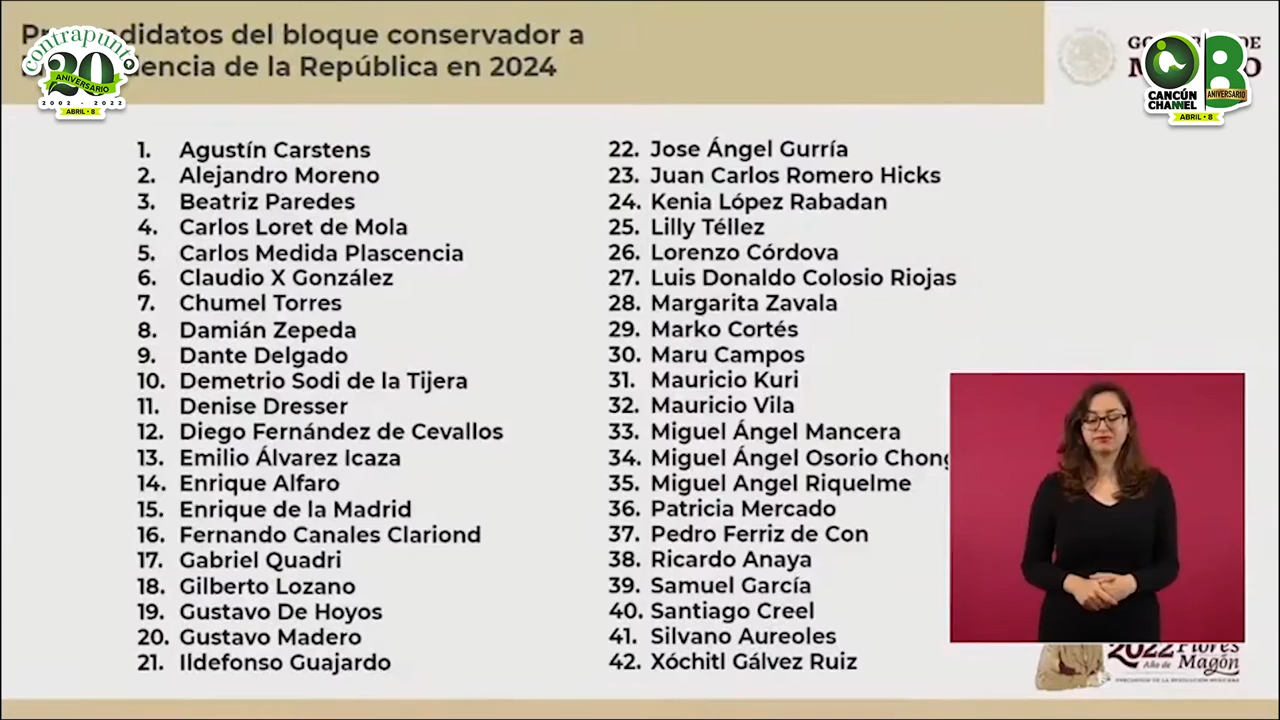 P didatos del bloque conservador a
encia de la República en 2024
contrapunto
20
ANIVERSARIO
2002 - 2022
ABRIL • 8
CANCÚN
CHANNEL
8
ANIVERSARIO
ABRIL • 8
1. Agustín Carstens
2. Alejandro Moreno
3. Beatriz Paredes
4. Carlos Loret de Mola
5. Carlos Medida Plascencia
6. Claudio X González
7. Chumel Torres
8. Damián Zepeda
9. Dante Delgado
10. Demetrio Sodi de la Tijera
11. Denise Dresser
12. Diego Fernández de Cevallos
13. Emilio Álvarez Icaza
14. Enrique Alfaro
15. Enrique de la Madrid
16. Fernando Canales Clariond
17. Gabriel Quadri
18. Gilberto Lozano
19. Gustavo De Hoyos
20. Gustavo Madero
21. Ildefonso Guajardo
22. Jose Ángel Gurría
23. Juan Carlos Romero Hicks
24. Kenia López Rabadan
25. Lilly Téllez
26. Lorenzo Córdova
27. Luis Donaldo Colosio Riojas
28. Margarita Zavala
29. Marko Cortés
30. Maru Campos
31. Mauricio Kuri
32. Mauricio Vila
33. Miguel Ángel Mancera
34. Miguel Ángel Osorio Chong
35. Miguel Angel Riquelme
36. Patricia Mercado
37. Pedro Ferriz de Con
38. Ricardo Anaya
39. Samuel García
40. Santiago Creel
41. Silvano Aureoles
42. Xóchitl Gálvez Ruiz
2022 Flores
Año de Magón
PRECURSOR DE LA REVOLUCIÓN MEXICANA